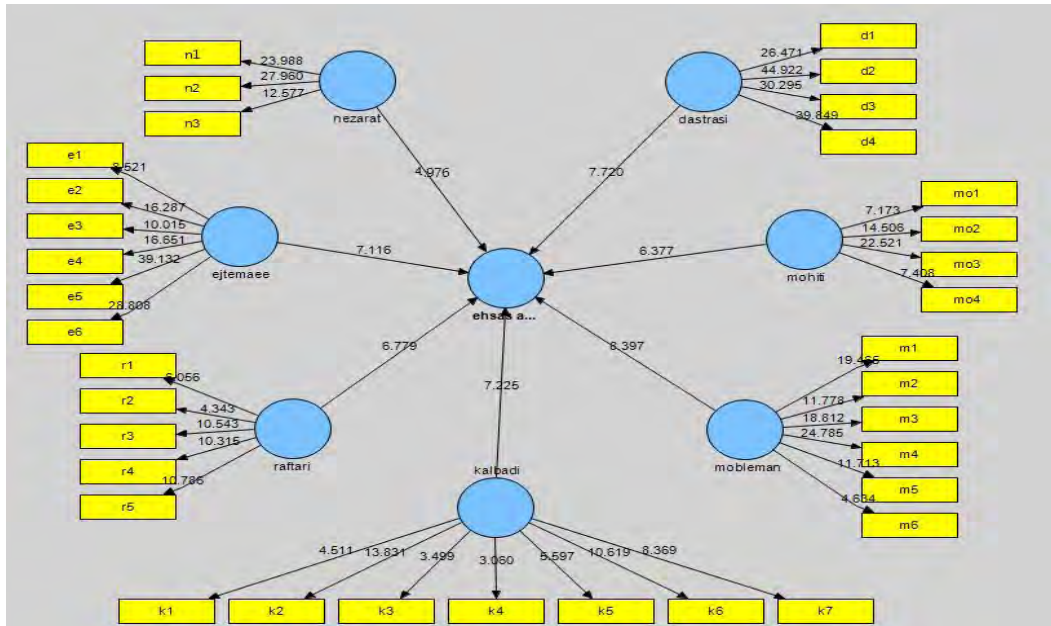 n1
n2
n3
23.988
27.960
12.577
nezarat
4.976
d1
d2
d3
d4
26.471
44.922
30.295
39.849
dastrasi
7.720
e1
e2
e3
e4
e5
e6
8.521
16.287
10.015
16.651
39.132
28.808
ejtemaee
7.116
mo1
mo2
mo3
mo4
7.173
14.506
22.521
7.408
mohiti
6.377
ehsas a...
r1
r2
r3
r4
r5
6.056
4.343
10.543
10.315
10.785
raftari
6.779
m1
m2
m3
m4
m5
m6
19.465
11.778
18.812
24.785
11.713
4.634
mobleman
8.397
7.225
kalbadi
4.511
13.831
3.499
3.060
5.597
10.619
8.369
k1
k2
k3
k4
k5
k6
k7